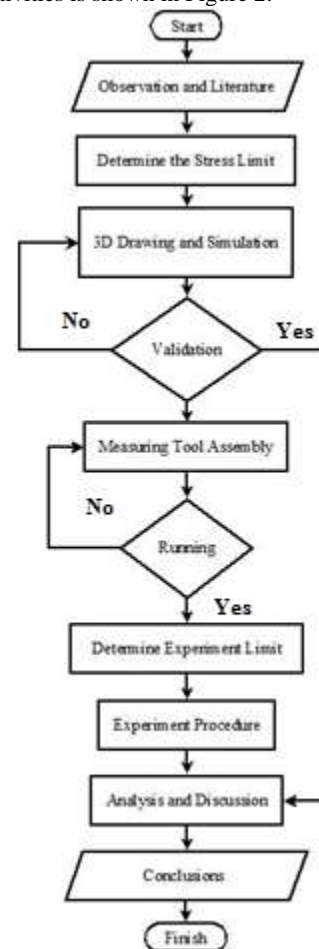 ivities is shown in Figure 2.
Start
Observation and Literature
Determine the Stress Limit
3D Drawing and Simulation
No
Yes
Validation
Measuring Tool Assembly
No
Running
Yes
Determine Experiment Limit
Experiment Procedure
Analysis and Discussion
Conclusions
Finish